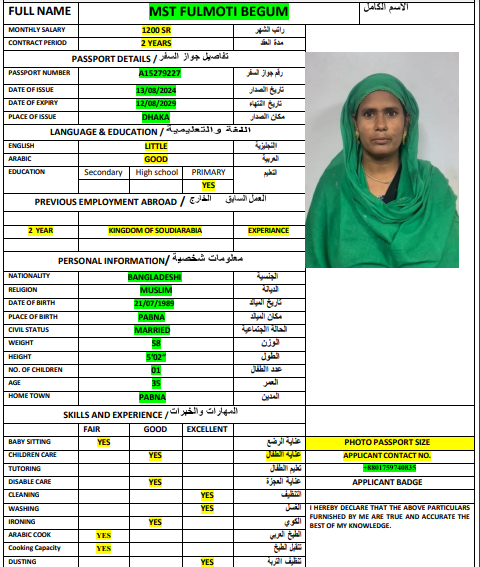 FULL NAME MST FULMOTI BEGUM الاسم الكامل
MONTHLY SALARY 1200 SR راتب الشهر
CONTRACT PERIOD 2 YEARS مدة العقد
PASSPORT DETAILS / تفاصيل جواز السفر
PASSPORT NUMBER A15279227 رقم جواز السفر
DATE OF ISSUE 13/08/2024 تاريخ الصدار
DATE OF EXPIRY 12/08/2029 تاريخ النتهاء
PLACE OF ISSUE DHAKA مكان الصدار
LANGUAGE & EDUCATION / اللغة والتعليمية
ENGLISH LITTLE
ARABIC GOOD العربية
EDUCATION Secondary High school PRIMARY التعليم
YES
PREVIOUS EMPLOYMENT ABROAD / العمل السابق الخارج
2 YEAR KINGDOM OF SOUDIARABIA EXPERIANCE
PERSONAL INFORMATION / معلومات شخصية
NATIONALITY BANGLADESHI الجنسية
RELIGION MUSLIM الديانة
DATE OF BIRTH 21/07/1989 تاريخ الميلاد
PLACE OF BIRTH PABNA مكان الميلاد
CIVIL STATUS MARRIED الحالة الجتماعية
WEIGHT 58 الوزن
HEIGHT 5'02" الطول
NO. OF CHILDREN 01 عدد الطفال
AGE 35 العمر
HOME TOWN PABNA المدين
SKILLS AND EXPERIENCE / المهارات والخبرات
FAIR GOOD EXCELLENT
BABY SITTING YES عناية الرضع
CHILDREN CARE YES عناية الطفال
TUTORING تعليم الطفال
DISABLE CARE YES عناية العجزة
CLEANING YES التنظيف
WASHING YES الغسل
IRONING YES الكوي
ARABIC COOK YES الطبخ العربي
Cooking Capacity YES
DUSTING YES
PHOTO PASSPORT SIZE
APPLICANT CONTACT NO.
+8801759740835
APPLICANT BADGE
I HEREBY DECLARE THAT THE ABOVE PARTICULARS
FURNISHED BY ME ARE TRUE AND ACCURATE THE
BEST OF MY KNOWLEDGE.